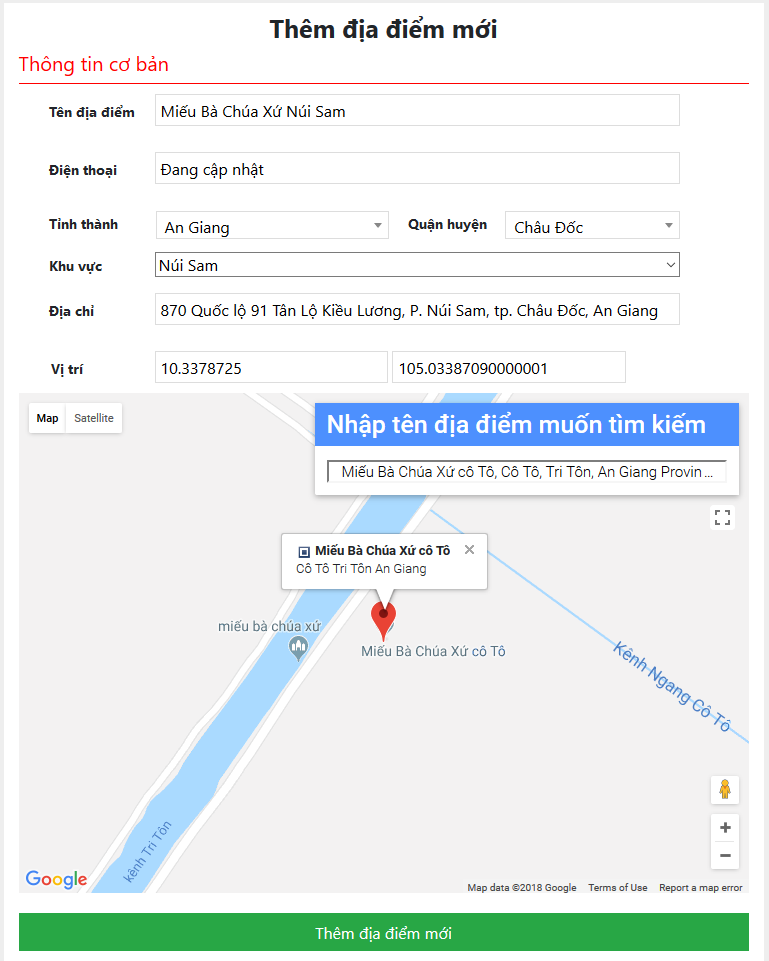 Thêm địa điểm mới
Thông tin cơ bản
Tên địa điểm Miếu Bà Chúa Xứ Núi Sam
Điện thoại Đang cập nhật
Tỉnh thành An Giang Quận huyện Châu Đốc
Khu vực Núi Sam
Địa chỉ 870 Quốc lộ 91 Tân Lộ Kiều Lương, P. Núi Sam, tp. Châu Đốc, An Giang
Vị trí 10.3378725 105.03387090000001
Map Satellite
Nhập tên địa điểm muốn tìm kiếm
Miếu Bà Chúa Xứ cô Tô, Cô Tô, Tri Tôn, An Giang Provin ...
Miếu Bà Chúa Xứ cô Tô
Cô Tô Tri Tôn An Giang
miếu bà chúa xứ
Miếu Bà Chúa Xứ cô Tô
Kênh Ngang Cô Tô
kênh Tri Tôn
Google
Map data ©2018 Google Terms of Use Report a map error
Thêm địa điểm mới